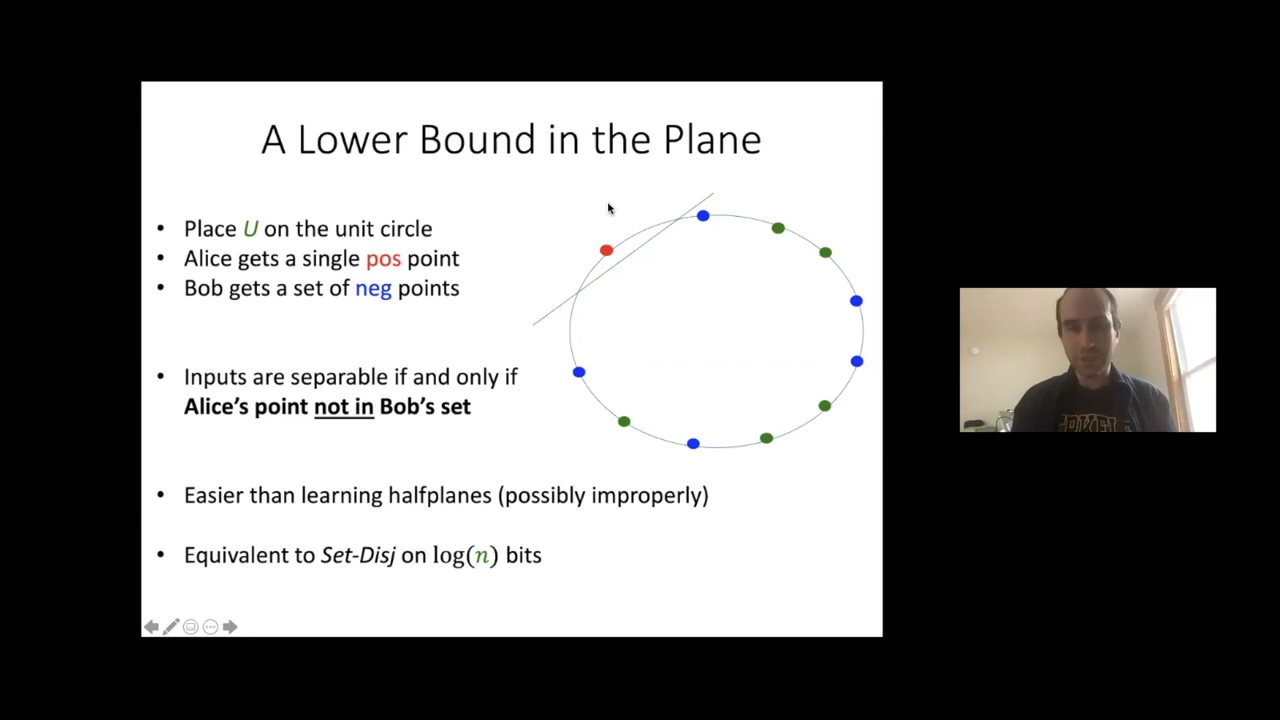 A Lower Bound in the Plane
• Place U on the unit circle
• Alice gets a single pos point
• Bob gets a set of neg points
• Inputs are separable if and only if
Alice’s point not in Bob’s set
• Easier than learning halfplanes (possibly improperly)
• Equivalent to Set-Disj on log(n) bits